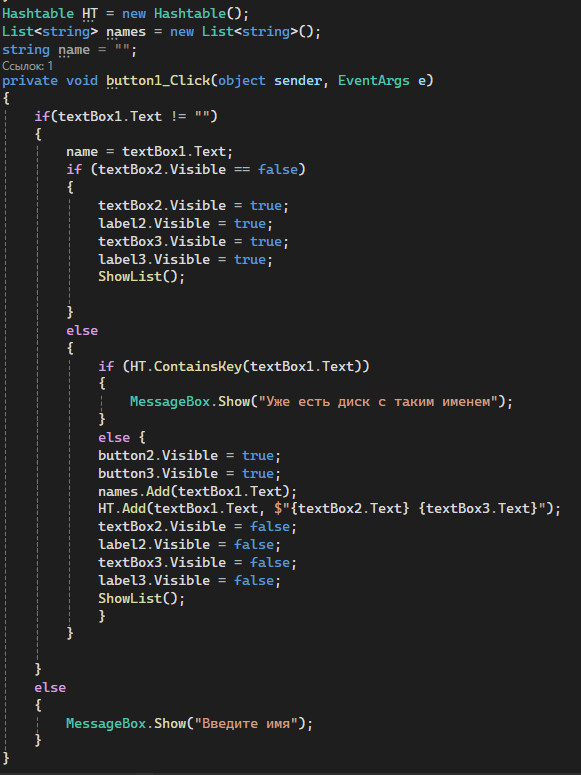 Hashtable HT = new Hashtable();
List<string> names = new List<string>();
string name = "";
Ссылок: 1
private void button1_Click(object sender, EventArgs e)
{
if(textBox1.Text != "")
{
name = textBox1.Text;
if (textBox2.Visible == false)
{
textBox2.Visible = true;
label2.Visible = true;
textBox3.Visible = true;
label3.Visible = true;
ShowList();
}
else
{
if (HT.ContainsKey(textBox1.Text))
{
MessageBox.Show("Уже есть диск с таким именем");
}
else {
button2.Visible = true;
button3.Visible = true;
names.Add(textBox1.Text);
HT.Add(textBox1.Text, $"{textBox2.Text} {textBox3.Text}");
textBox2.Visible = false;
label2.Visible = false;
textBox3.Visible = false;
label3.Visible = false;
ShowList();
}
}
}
else
{
MessageBox.Show("Введите имя");
}
}